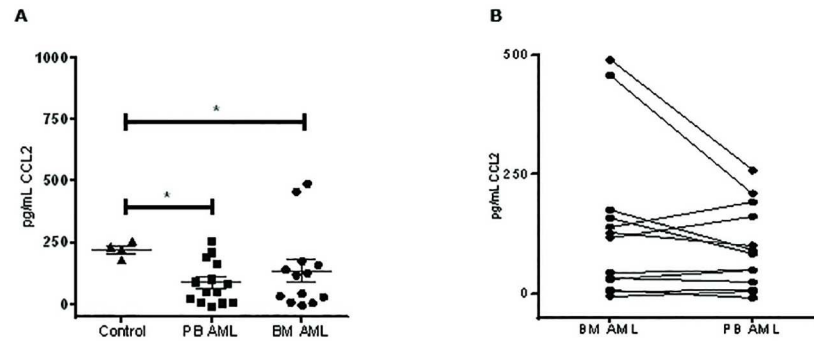 A
B
1000
750
500
250
0
pg/mL CCL2
*
*
Control
PB AML
BM AML
500
250
0
pg/mL CCL2
BM AML
PB AML